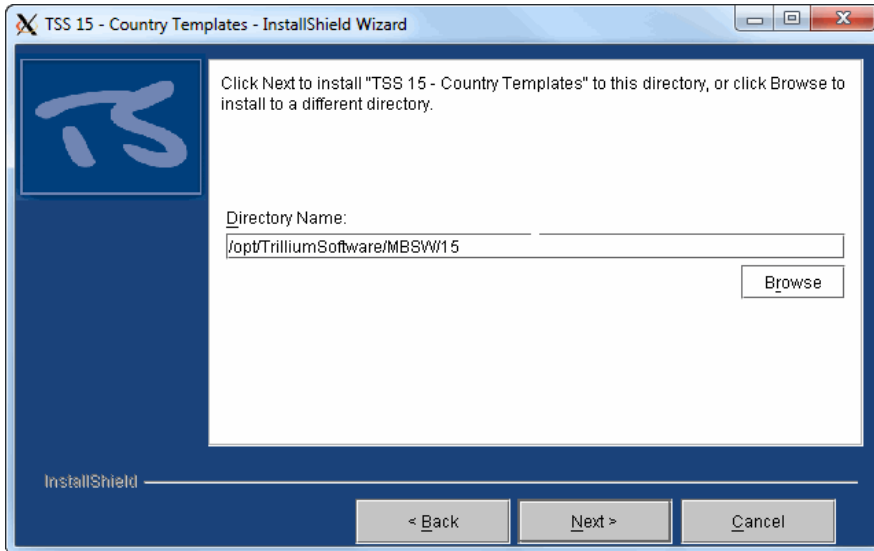 TSS 15 - Country Templates - InstallShield Wizard
TS
Click Next to install "TSS 15 - Country Templates" to this directory, or click Browse to
install to a different directory.
Directory Name:
/opt/TrilliumSoftware/MBSW/15
Browse
InstallShield
< Back Next > Cancel